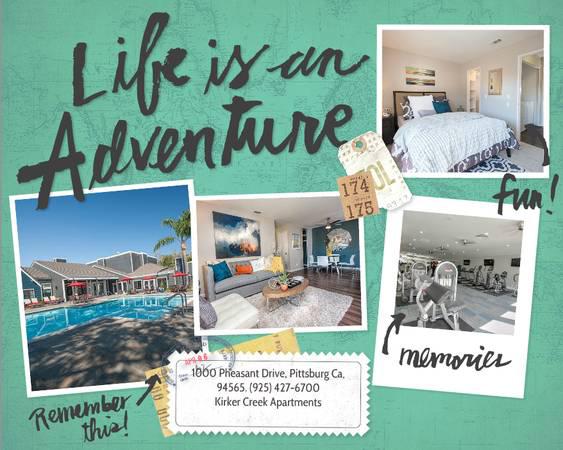 Life is an
Adventure
174
175
OL
fun!
memories
Remember
this!
1000 Pheasant Drive, Pittsburg Ca,
94565. (925) 427-6700
Kirker Creek Apartments